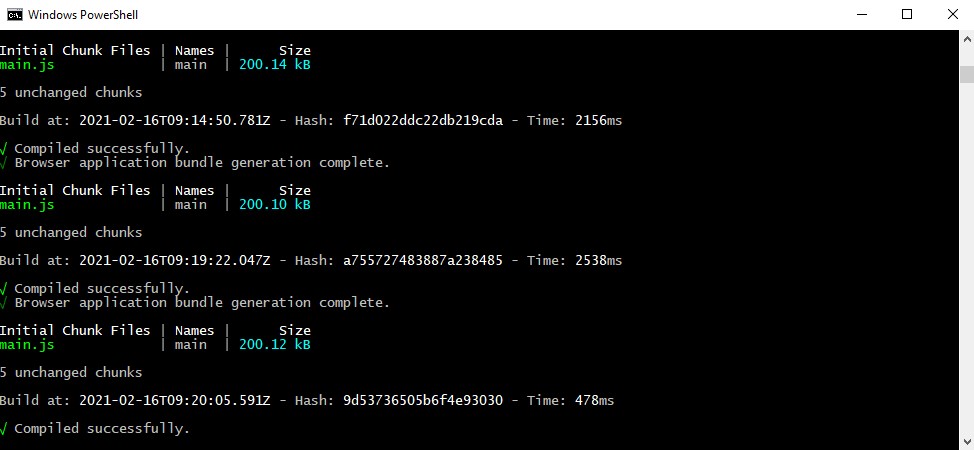 Windows PowerShell
Initial Chunk Files | Names |      Size
main.js             | main  | 200.14 kB
5 unchanged chunks
Build at: 2021-02-16T09:14:50.781Z - Hash: f71d022ddc22db219cda - Time: 2156ms
√ Compiled successfully.
√ Browser application bundle generation complete.
Initial Chunk Files | Names |      Size
main.js             | main  | 200.10 kB
5 unchanged chunks
Build at: 2021-02-16T09:19:22.047Z - Hash: a755727483887a238485 - Time: 2538ms
√ Compiled successfully.
√ Browser application bundle generation complete.
Initial Chunk Files | Names |      Size
main.js             | main  | 200.12 kB
5 unchanged chunks
Build at: 2021-02-16T09:20:05.591Z - Hash: 9d53736505b6f4e93030 - Time: 478ms
√ Compiled successfully.